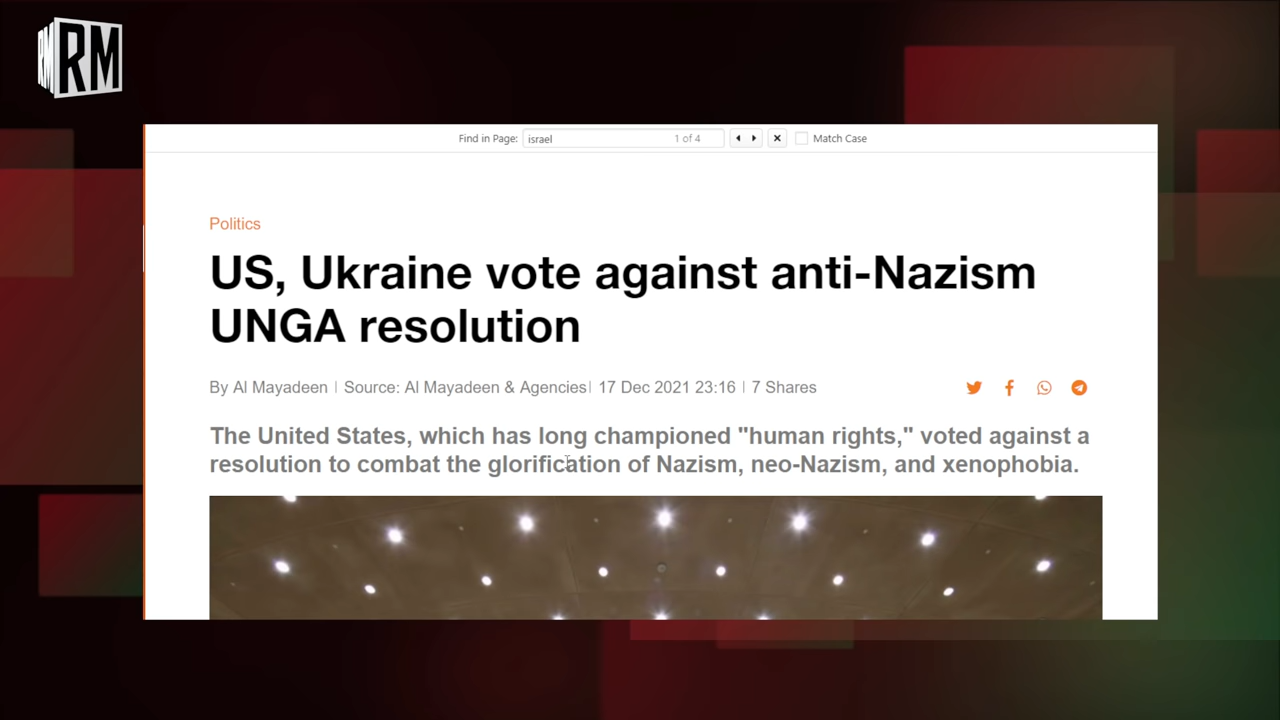 RM RM
Find in Page: israel 1 of 4 Match Case
Politics
US, Ukraine vote against anti-Nazism
UNGA resolution
By Al Mayadeen | Source: Al Mayadeen & Agencies | 17 Dec 2021 23:16 | 7 Shares
The United States, which has long championed "human rights," voted against a
resolution to combat the glorification of Nazism, neo-Nazism, and xenophobia.